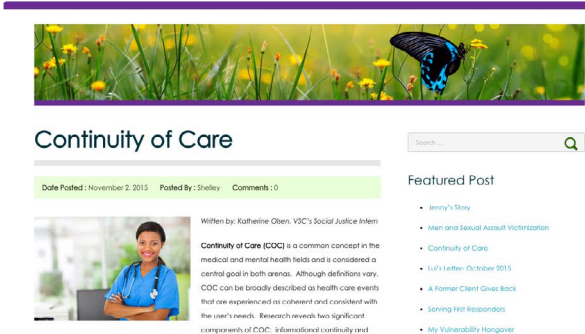 Continuity of Care
Date Posted : November 2, 2015 Posted By : Shelley Comments : 0
Written by: Katherine Olsen, VSC's Social Justice Intern
Continuity of Care (COC) is a common concept in the
medical and mental health fields and is considered a
central goal in both arenas. Although definitions vary,
COC can be broadly described as health care events
that are experienced as coherent and consistent with
the user's needs. Research reveals two significant
components of COC: informational continuity and
Search ...
Featured Post
Jenny's Story
Men and Sexual Assault Victimization
Continuity of Care
Lui's Letter: October 2015
A Former Client Gives Back
Serving First Responders
My Vulnerability Hangover